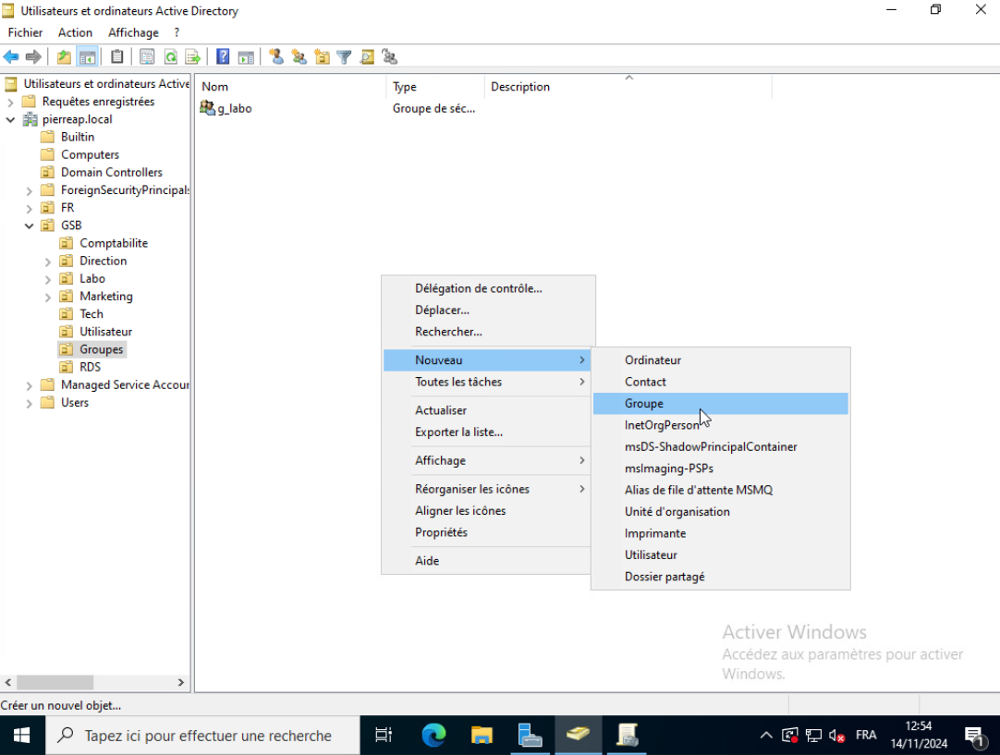 Utilisateurs et ordinateurs Active Directory
Fichier Action Affichage ?
Utilisateurs et ordinateurs Active
Requêtes enregistrées
pierreap.local
Builtin
Computers
Domain Controllers
ForeignSecurityPrincipals
FR
GSB
Comptabilite
Direction
Labo
Marketing
Tech
Utilisateur
Groupes
RDS
Managed Service Accour
Users
Nom Type Description
g_labo Groupe de séc...
Délégation de contrôle...
Déplacer...
Rechercher...
Nouveau
Toutes les tâches
Actualiser
Exporter la liste...
Affichage
Réorganiser les icônes
Aligner les icônes
Propriétés
Aide
Ordinateur
Contact
Groupe
InetOrgPerson
msDS-ShadowPrincipalContainer
msImaging-PSPs
Alias de file d'attente MSMQ
Unité d'organisation
Imprimante
Utilisateur
Dossier partagé
Activer Windows
Accédez aux paramètres pour activer
Windows.
Créer un nouvel objet...
Tapez ici pour effectuer une recherche
FRA
12:54
14/11/2024
1